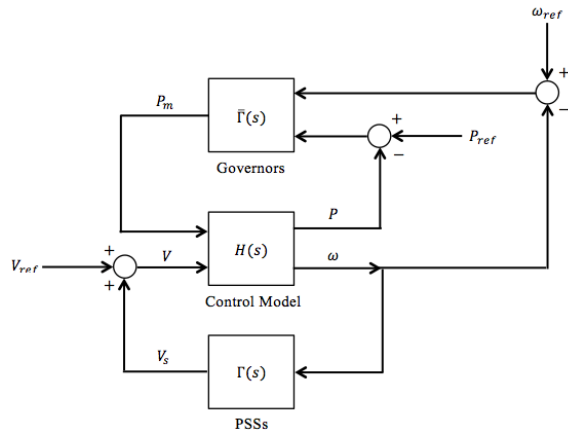 ω_ref
+
−
P_m
Γ̄(s)
+
−
P_ref
Governors
P
H(s)
ω
+
V
V_ref
+
Control Model
V_s
Γ(s)
PSSs